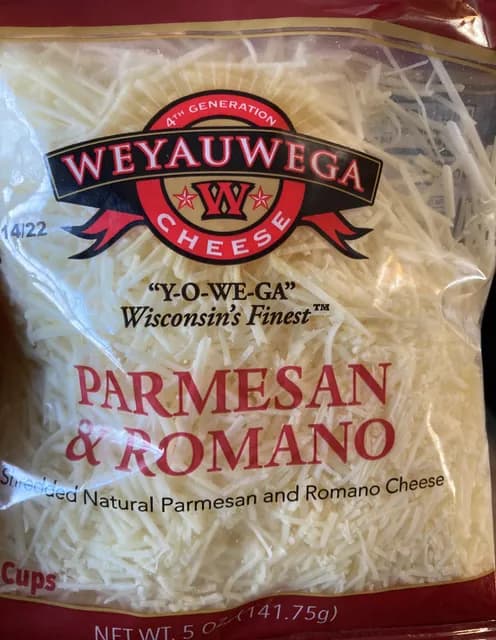 4TH GENERATION
WEYAUWEGA
W
CHEESE
14/22
"Y-O-WE-GA"
Wisconsin's Finest™
PARMESAN
& ROMANO
Shredded Natural Parmesan and Romano Cheese
Cups
NET WT. 5 Oz. (141.75g)